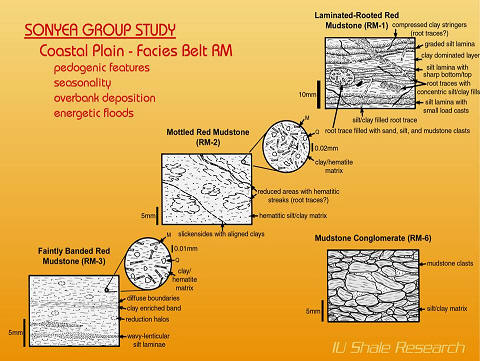 SONYEA GROUP STUDY
Coastal Plain - Facies Belt RM
pedogenic features
seasonality
overbank deposition
energetic floods
Laminated-Rooted Red
Mudstone (RM-1)
compressed clay stringers
(root traces?)
graded silt lamina
clay dominated layer
silt lamina with
sharp bottom/top
root traces with
concentric silt/clay fills
silt lamina with
small load casts
10mm
silt/clay filled root
root trace filled with sand, silt, and mudstone clasts
Mottled Red Mudstone
(RM-2)
M
Q
0.02mm
clay/hematite
matrix
reduced areas with hematitic
streaks (root traces?)
hematitic silt/clay matrix
5mm
slickensides with aligned clays
Faintly Banded Red
Mudstone (RM-3)
M
0.01mm
Q
clay/
hematite
matrix
diffuse boundaries
clay enriched band
reduction halos
wavy-lenticular
silt laminae
5mm
Mudstone Conglomerate (RM-6)
mudstone clasts
silt/clay matrix
5mm
IU Shale Research